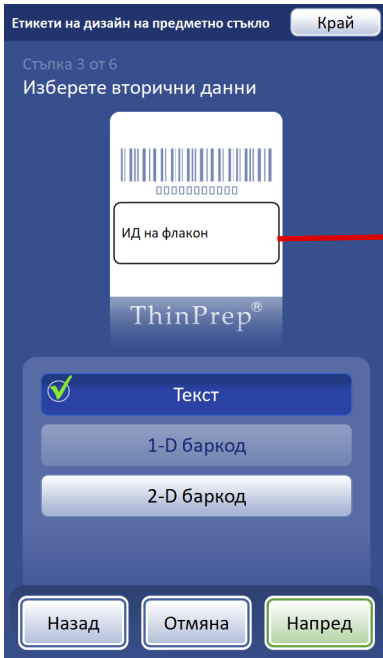 Етикети на дизайн на предметно стъкло
Край
Стъпка 3 от 6
Изберете вторични данни
00000000000
ИД на флакон
ThinPrep®
Текст
1-D баркод
2-D баркод
Назад
Отмяна
Напред